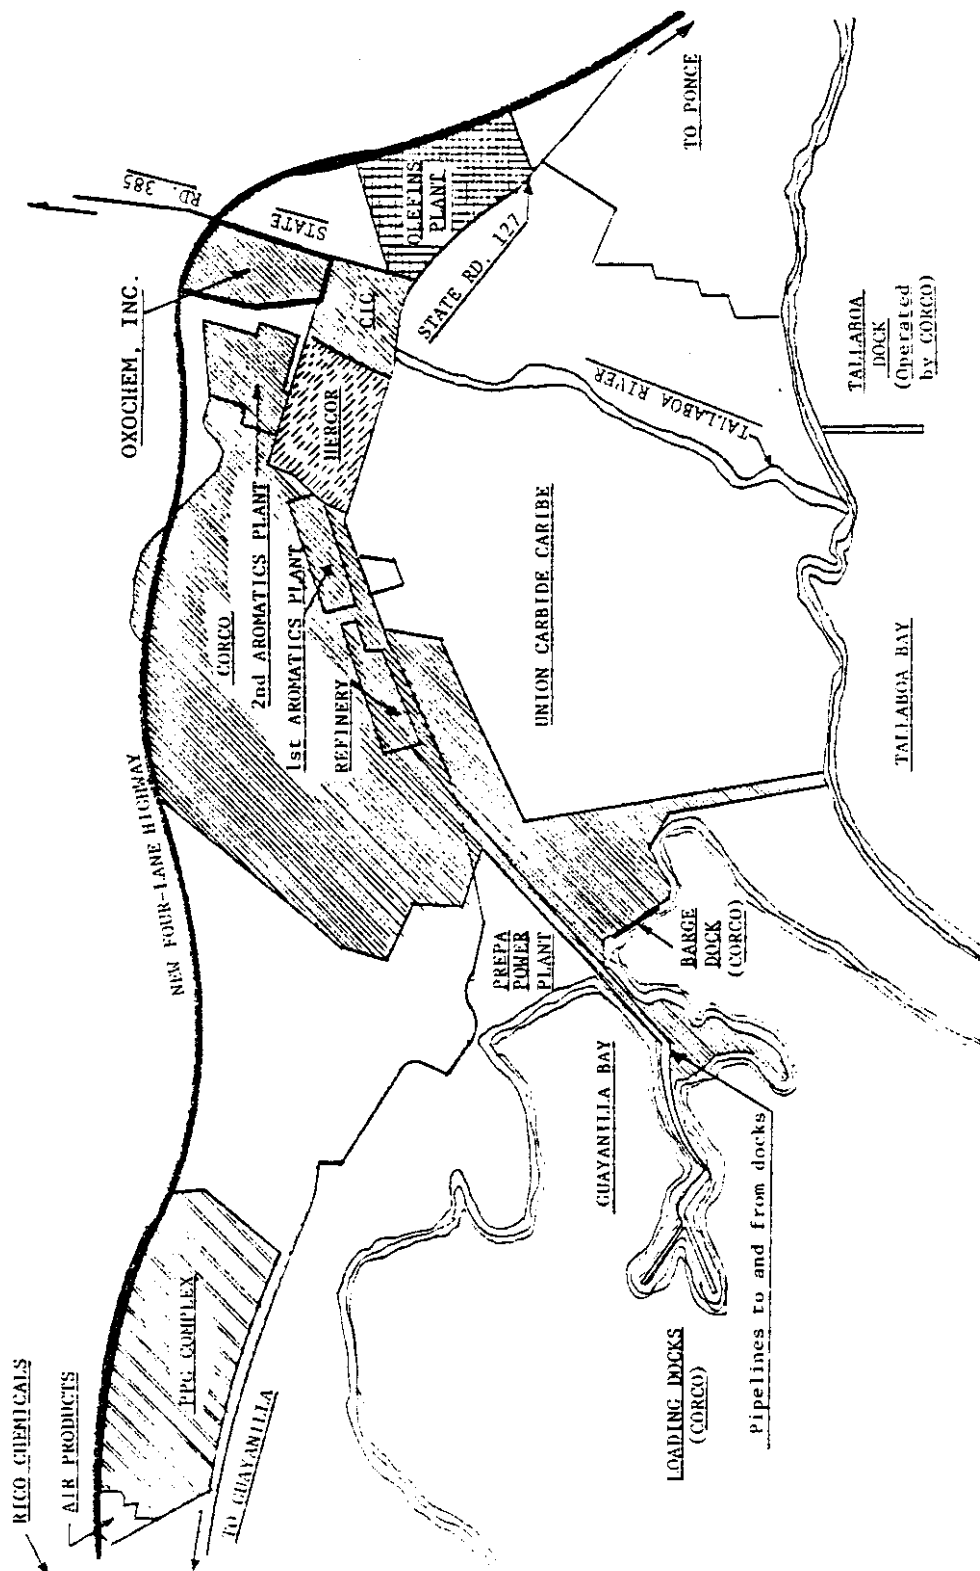 RICO CHEMICALS
AIR PRODUCTS
PPG COMPLEX
TO GUAYANILLA
NEW FOUR-LANE HIGHWAY
OXOCHEM, INC.
STATE
RD. 385
CORCO
2nd AROMATICS PLANT
1st AROMATICS PLANT
REFINERY
HERCOR
C.I.C.
OLEFINS
PLANT
STATE RD. 127
TO PONCE
PREPA
POWER
PLANT
UNION CARBIDE CARIBE
TALLABOA RIVER
GUAYANILLA BAY
BARGE
DOCK
(CORCO)
LOADING DOCKS
(CORCO)
Pipelines to and from docks
TALLABOA BAY
TALLABOA
DOCK
(Operated
by CORCO)